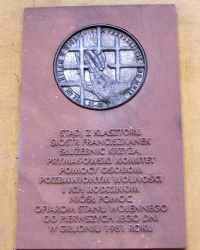 STĄD, Z KLASZTORU
SIÓSTR FRANCISZKANEK
SŁUŻEBNIC KRZYŻA
PRYMASOWSKI KOMITET
POMOCY OSOBOM
POZBAWIONYM WOLNOŚCI
I ICH RODZINOM
NIÓSŁ POMOC
OFIAROM STANU WOJENNEGO
OD PIERWSZYCH JEGO DNI
W GRUDNIU 1981 ROKU